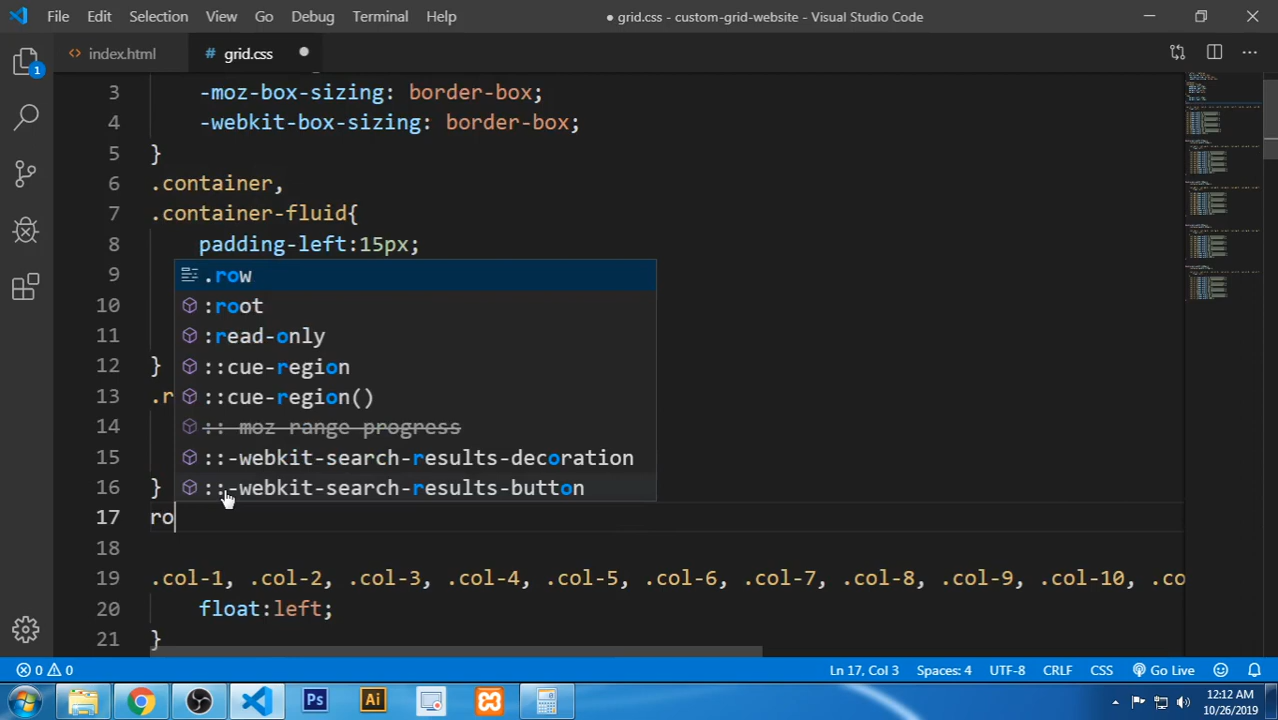 File Edit Selection View Go Debug Terminal Help
● grid.css - custom-grid-website - Visual Studio Code
<> index.html
# grid.css ●
1
3 -moz-box-sizing: border-box;
4 -webkit-box-sizing: border-box;
5 }
6 .container,
7 .container-fluid{
8 padding-left:15px;
9
.row
10
:root
11
:read-only
12 }
::cue-region
13 .r
::cue-region()
14
::-moz-range-progress
15
::-webkit-search-results-decoration
16 }
::-webkit-search-results-button
17 ro
18
19 .col-1, .col-2, .col-3, .col-4, .col-5, .col-6, .col-7, .col-8, .col-9, .col-10, .co
20 float:left;
21 }
0 0 Ln 17, Col 3 Spaces: 4 UTF-8 CRLF CSS Go Live
Ps Ai
12:12 AM
10/26/2019